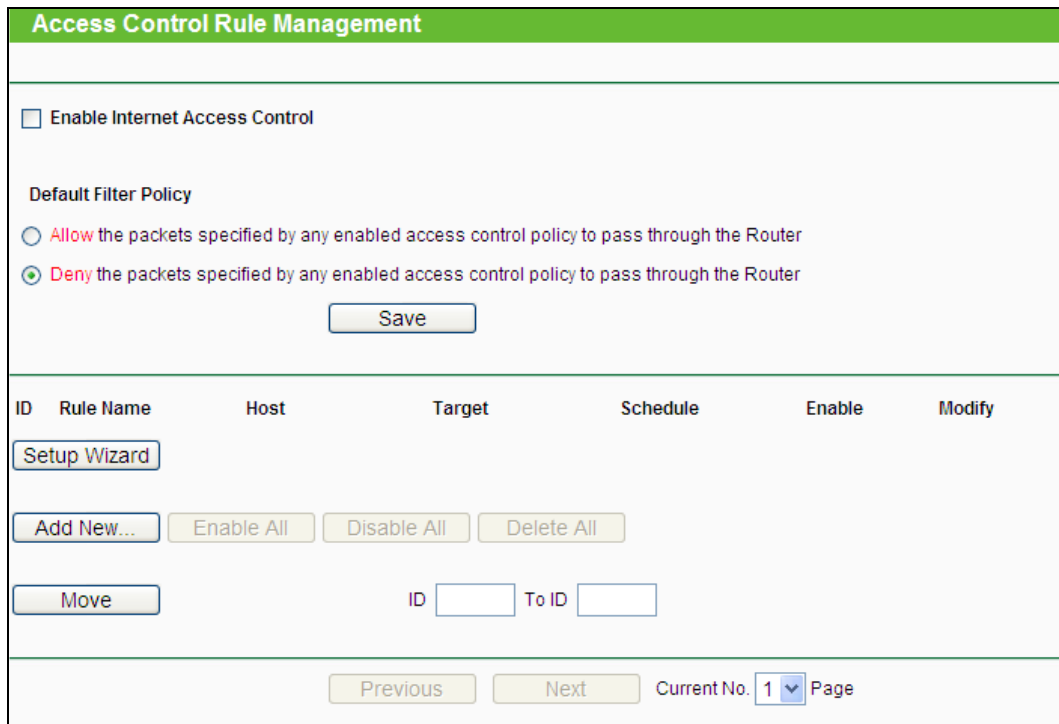 Access Control Rule Management
Enable Internet Access Control
Default Filter Policy
Allow the packets specified by any enabled access control policy to pass through the Router
Deny the packets specified by any enabled access control policy to pass through the Router
Save
ID Rule Name Host Target Schedule Enable Modify
Setup Wizard
Add New... Enable All Disable All Delete All
Move ID To ID
Previous Next Current No. 1 Page